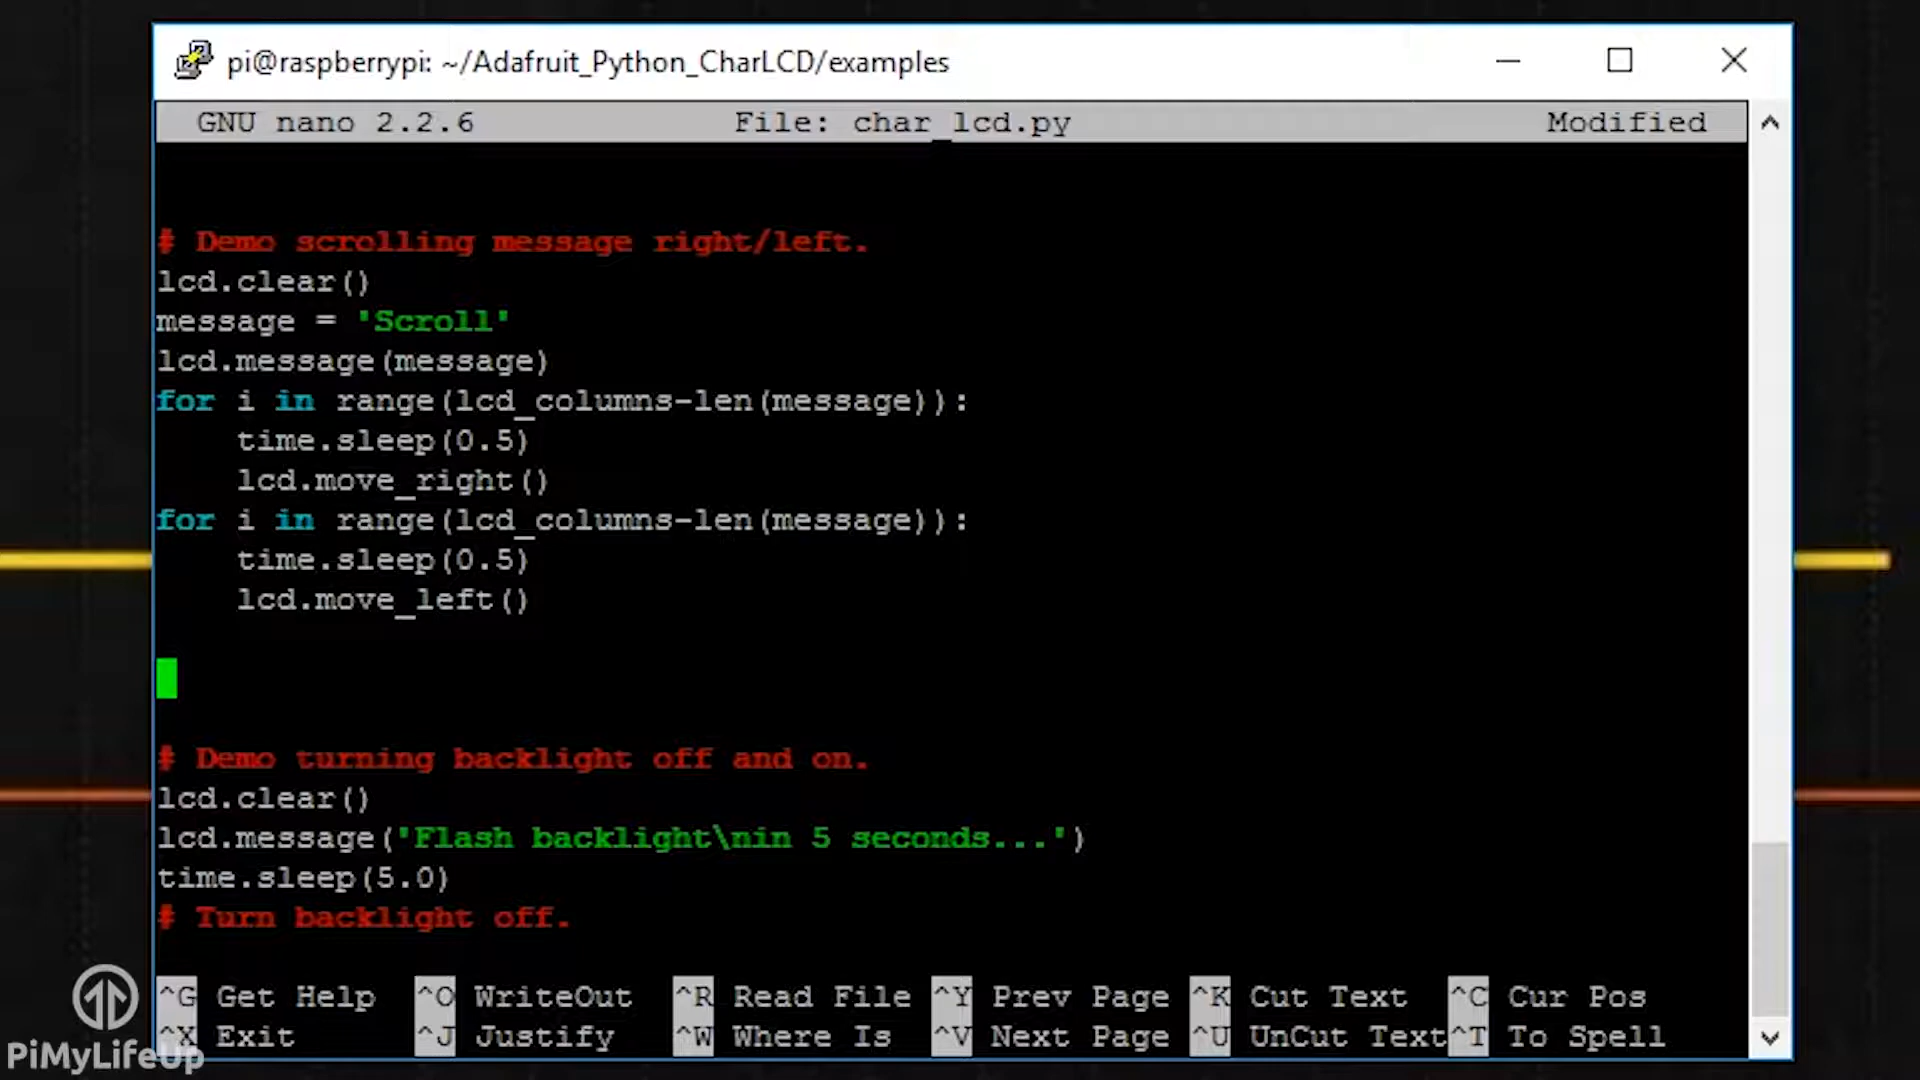 pi@raspberrypi: ~/Adafruit_Python_CharLCD/examples
GNU nano 2.2.6 File: char_lcd.py Modified
# Demo scrolling message right/left.
lcd.clear()
message = 'Scroll'
lcd.message(message)
for i in range(lcd_columns-len(message)):
    time.sleep(0.5)
    lcd.move_right()
for i in range(lcd_columns-len(message)):
    time.sleep(0.5)
    lcd.move_left()
# Demo turning backlight off and on.
lcd.clear()
lcd.message('Flash backlight\nin 5 seconds...')
time.sleep(5.0)
# Turn backlight off.
^G Get Help ^O WriteOut ^R Read File ^Y Prev Page ^K Cut Text ^C Cur Pos
^X Exit ^J Justify ^W Where Is ^V Next Page ^U UnCut Text ^T To Spell
PiMyLifeUp